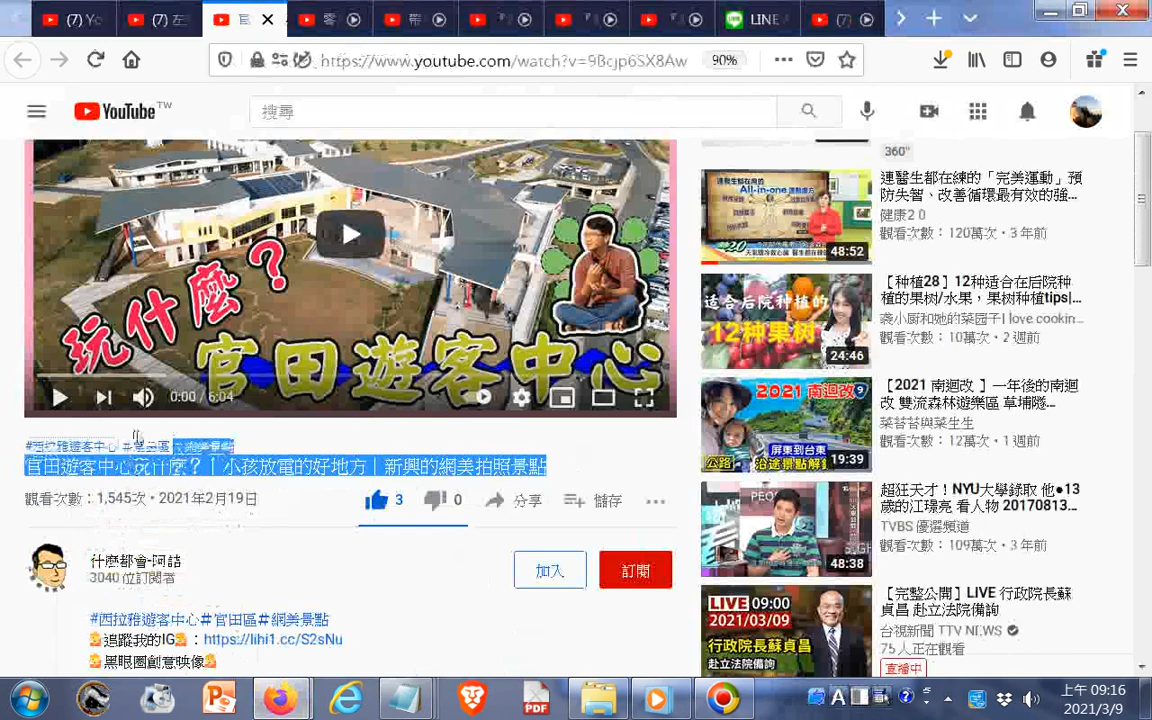 (7) Yo
(7) 左
官
零
帶
LINE
(7)
https://www.youtube.com/watch?v=9Bcjp6SX8Aw
90%
YouTube TW
搜尋
玩什麼?
官田遊客中心
0:00 / 6:04
#西拉雅遊客中心 #官田區 #網美景點
官田遊客中心玩什麼?｜小孩放電的好地方｜新興的網美拍照景點
觀看次數：1,545次 • 2021年2月19日
3
0
分享
儲存
什麼都會-阿喆
3040 位訂閱者
加入
訂閱
#西拉雅遊客中心#官田區#網美景點
追蹤我的IG：https://lihi1.cc/S2sNu
黑眼圈創意映像
360°
連醫生都在練的「完美運動」預
防失智、改善循環最有效的強...
健康2 0
觀看次數：120萬次 • 3 年前
All-in-one
48:52
【种植28】12种适合在后院种
植的果树/水果，果树种植tips|...
裘小厨和她的菜园子| love cookin...
觀看次數：10萬次 • 2 週前
适合后院种植的
12种果树
24:46
【2021 南迴改 】一年後的南迴
改 雙流森林遊樂區 草埔隧...
菜爸爸與菜生生
觀看次數：12萬次 • 1 週前
2021 南迴改 9
屏東到台東
公路
沿途景點解
19:39
超狂天才！NYU大學錄取 他●13
歲的江璟亮 看人物 20170813...
TVBS 優選頻道
觀看次數：109萬次 • 3 年前
PEO
48:38
【完整公開】LIVE 行政院長蘇
貞昌 赴立法院備詢
台視新聞 TTV NEWS
75 人正在觀看
直播中
LIVE 09:00
2021/03/09
行政院長蘇貞昌
赴立法院備詢
PDF
A
上午 09:16
2021/3/9